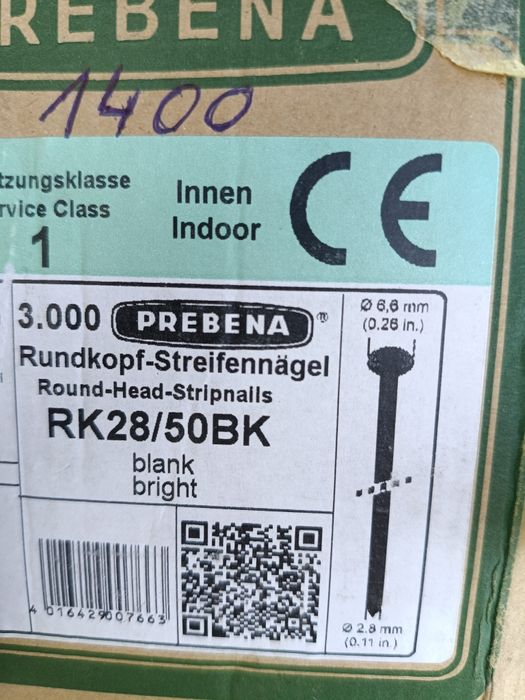 REBENA
1400
tzungsklasse
rvice Class
1
Innen
Indoor
CE
3.000 PREBENA ®
Rundkopf-Streifennägel
Round-Head-Stripnails
RK28/50BK
blank
bright
Ø 6,6 mm
(0.26 in.)
4 016429 007663
Ø 2.8 mm
(0.11 in.)